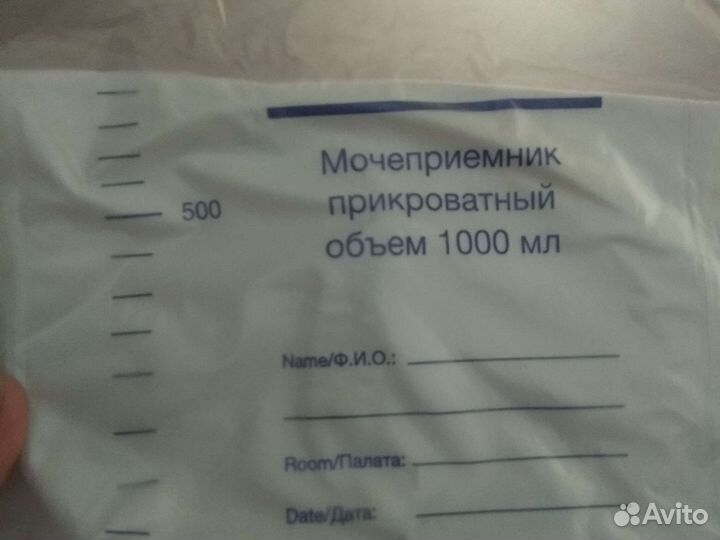 Мочеприемник
прикроватный
объем 1000 мл
500
Name/Ф.И.О.:
Room/Палата:
Date/Дата:
Avito